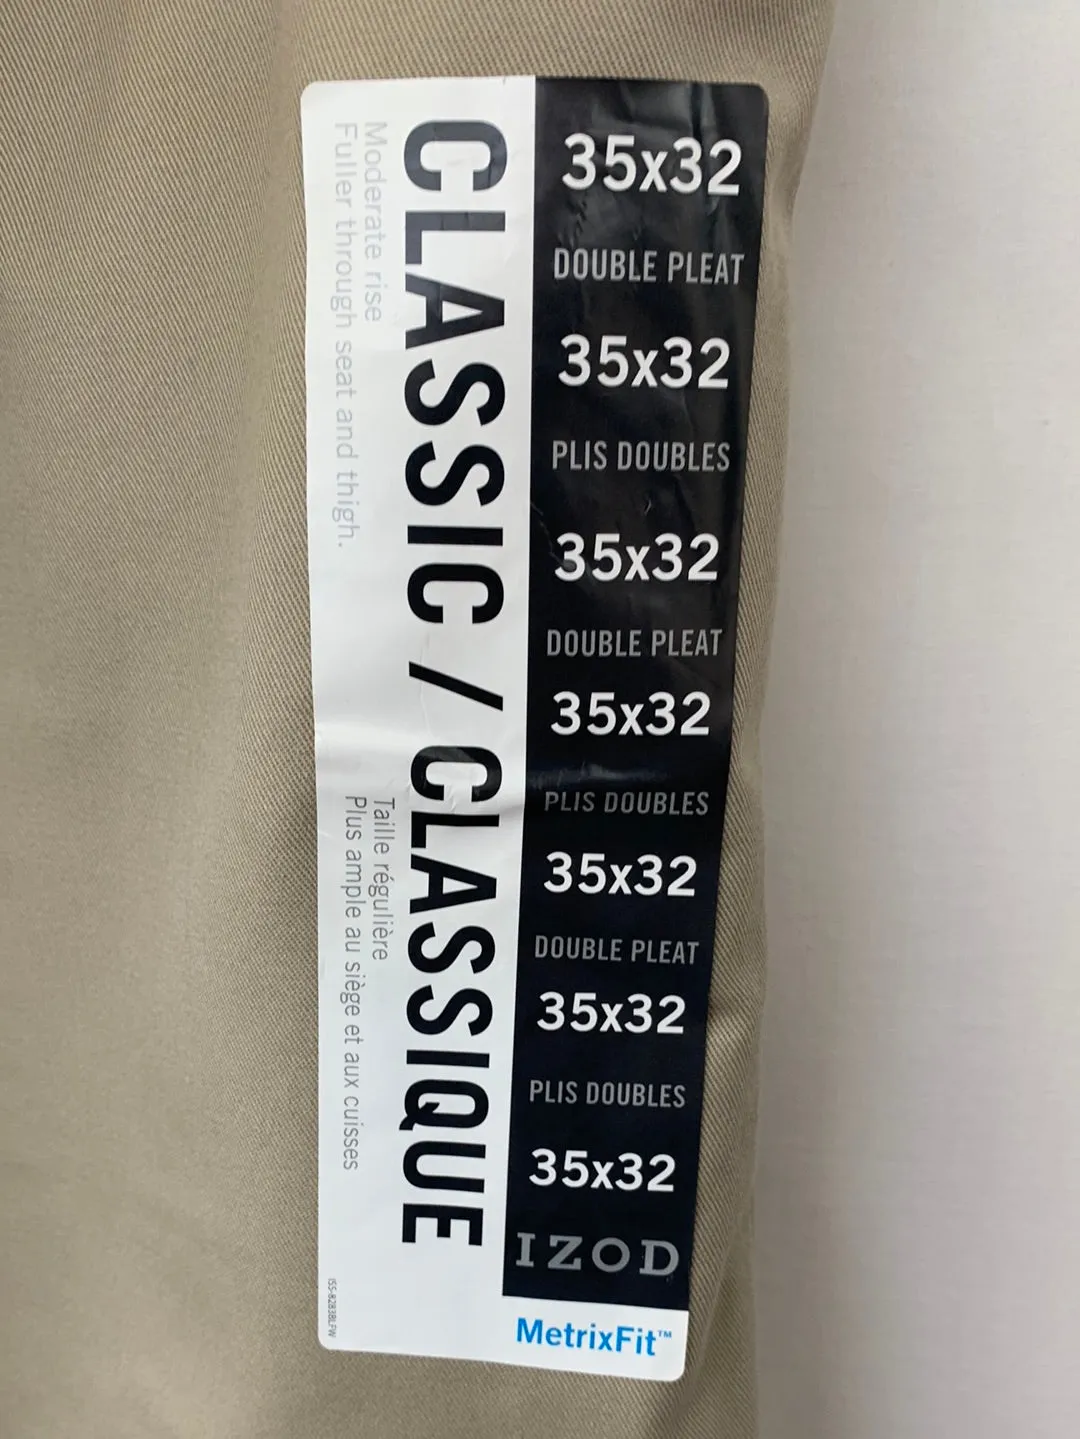 35x32
DOUBLE PLEAT
35x32
PLIS DOUBLES
35x32
DOUBLE PLEAT
35x32
PLIS DOUBLES
35x32
DOUBLE PLEAT
35x32
PLIS DOUBLES
35x32
IZOD
MetrixFit™
CLASSIC / CLASSIQUE
Moderate rise
Fuller through seat and thigh.
Taille régulière
Plus ample au siège et aux cuisses